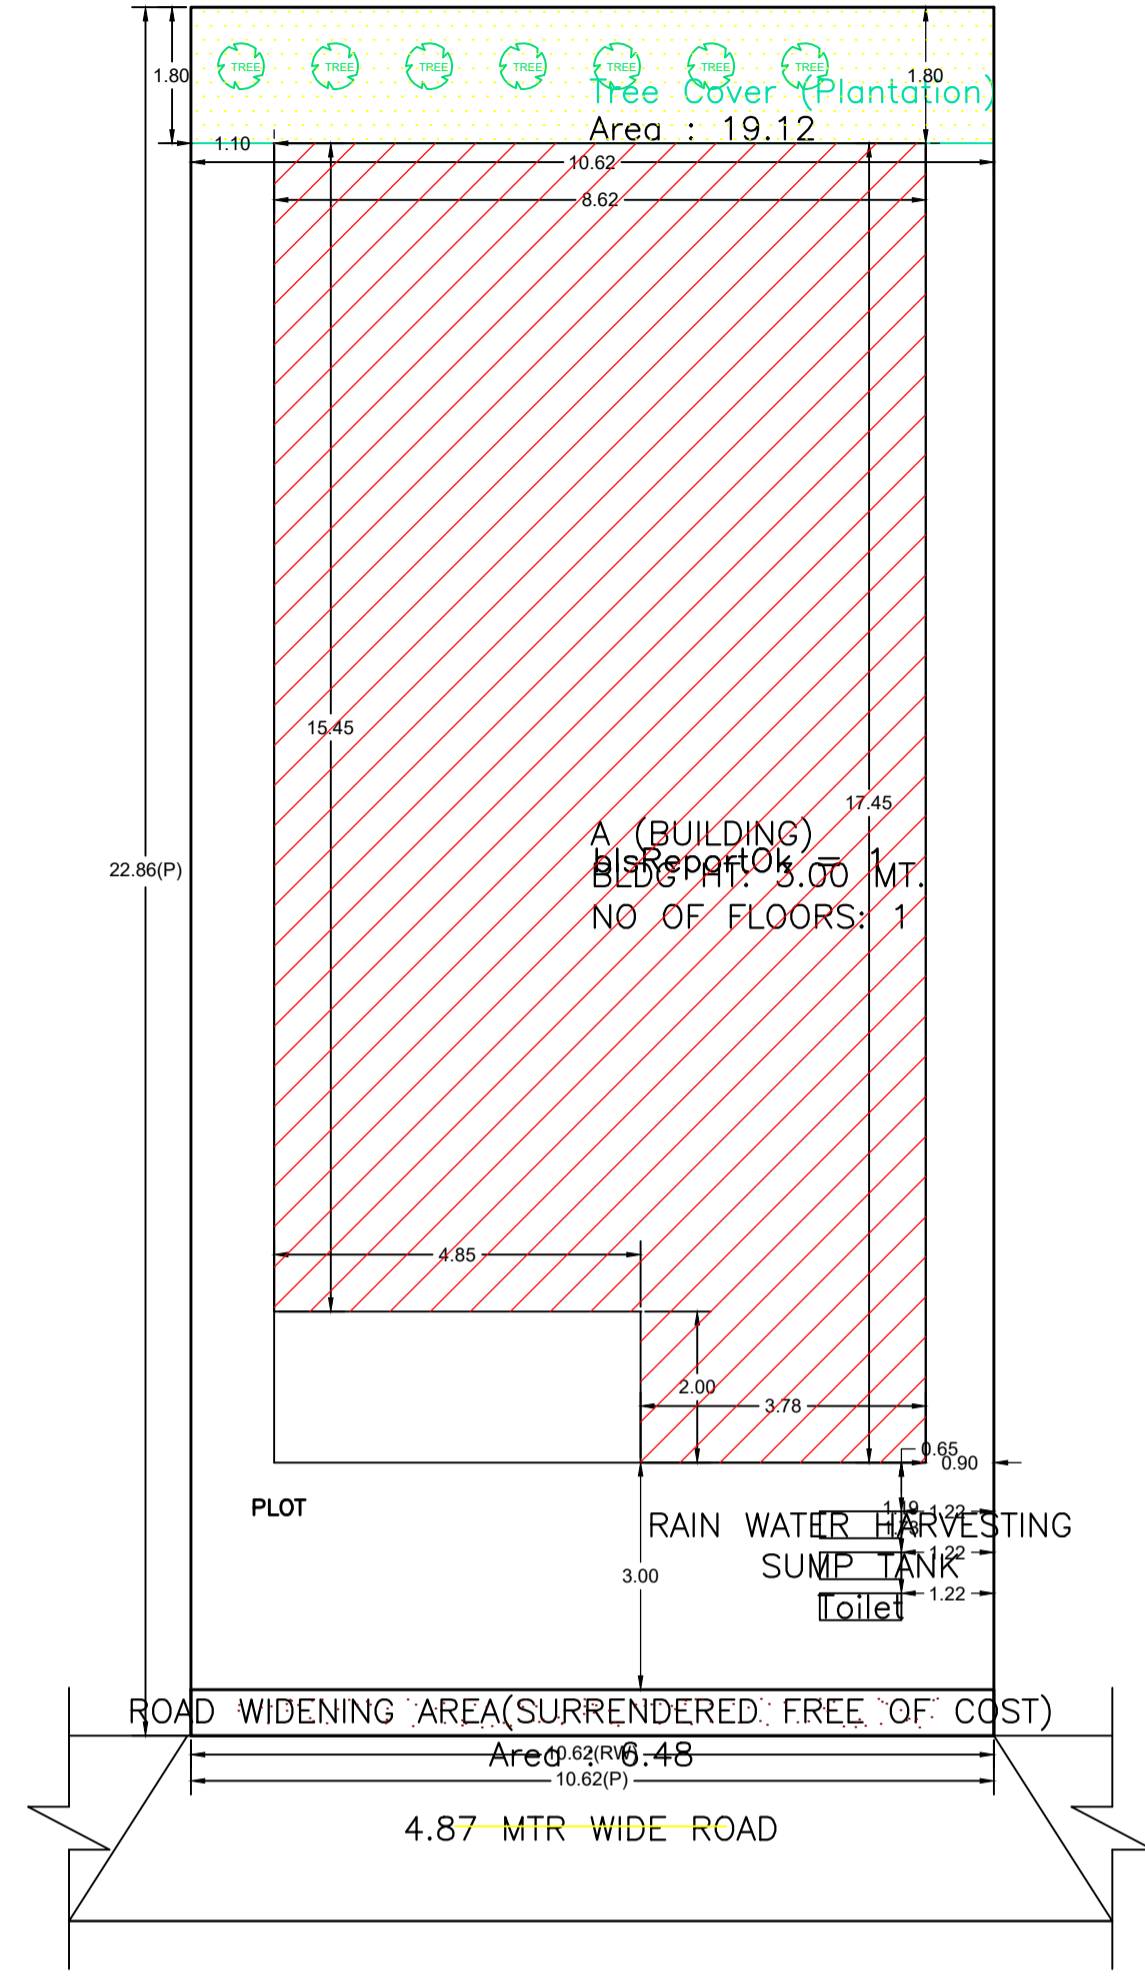 TREE TREE TREE TREE TREE TREE TREE
1.80
1.80
Tree Cover (Plantation)
Area : 19.12
1.10
10.62
8.62
15.45
17.45
A (BUILDING)
bIsReportOk = 1
BLDG HT: 3.00 MT.
NO OF FLOORS: 1
22.86(P)
4.85
2.00
3.78
0.65
0.90
PLOT
1.19
1.22
RAIN WATER HARVESTING
1.22
SUMP TANK
3.00
1.22
Toilet
ROAD WIDENING AREA(SURRENDERED FREE OF COST)
10.62(RW)
Area : 6.48
10.62(P)
4.87 MTR WIDE ROAD